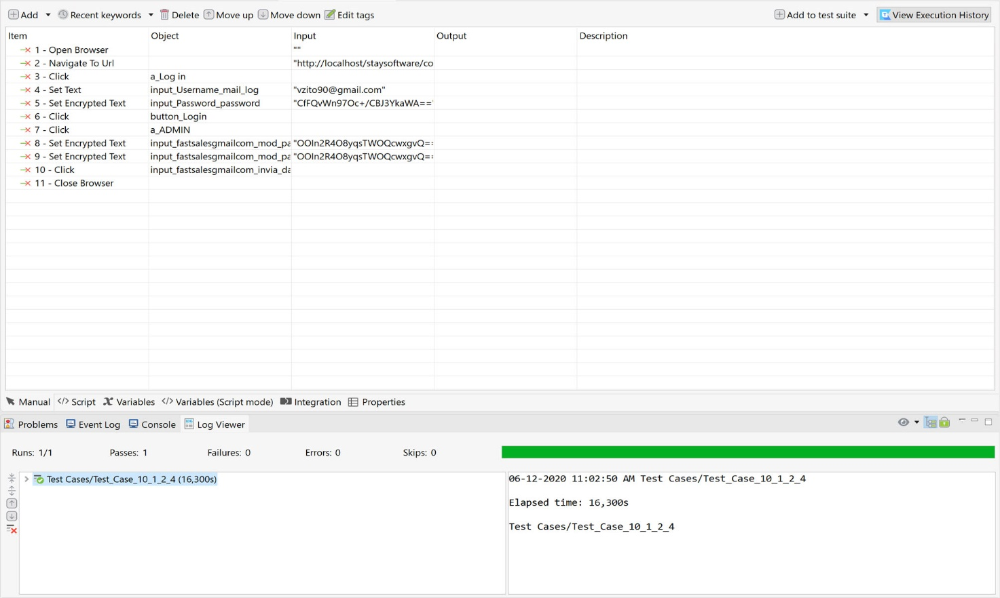 Add Recent keywords Delete Move up Move down Edit tags Add to test suite View Execution History
Item Object Input Output Description
1 - Open Browser ""
2 - Navigate To Url "http://localhost/staysoftware/co
3 - Click a_Log in
4 - Set Text input_Username_mail_log "vzito90@gmail.com"
5 - Set Encrypted Text input_Password_password "CfFQvWn97Oc+/CBJ3YkaWA=="
6 - Click button_Login
7 - Click a_ADMIN
8 - Set Encrypted Text input_fastsalesgmailcom_mod_pa "OOIn2R4O8yqsTWOQcwxgvQ==
9 - Set Encrypted Text input_fastsalesgmailcom_mod_pa "OOIn2R4O8yqsTWOQcwxgvQ==
10 - Click input_fastsalesgmailcom_invia_da
11 - Close Browser
Manual Script Variables Variables (Script mode) Integration Properties
Problems Event Log Console Log Viewer
Runs: 1/1 Passes: 1 Failures: 0 Errors: 0 Skips: 0
Test Cases/Test_Case_10_1_2_4 (16,300s)
06-12-2020 11:02:50 AM Test Cases/Test_Case_10_1_2_4
Elapsed time: 16,300s
Test Cases/Test_Case_10_1_2_4